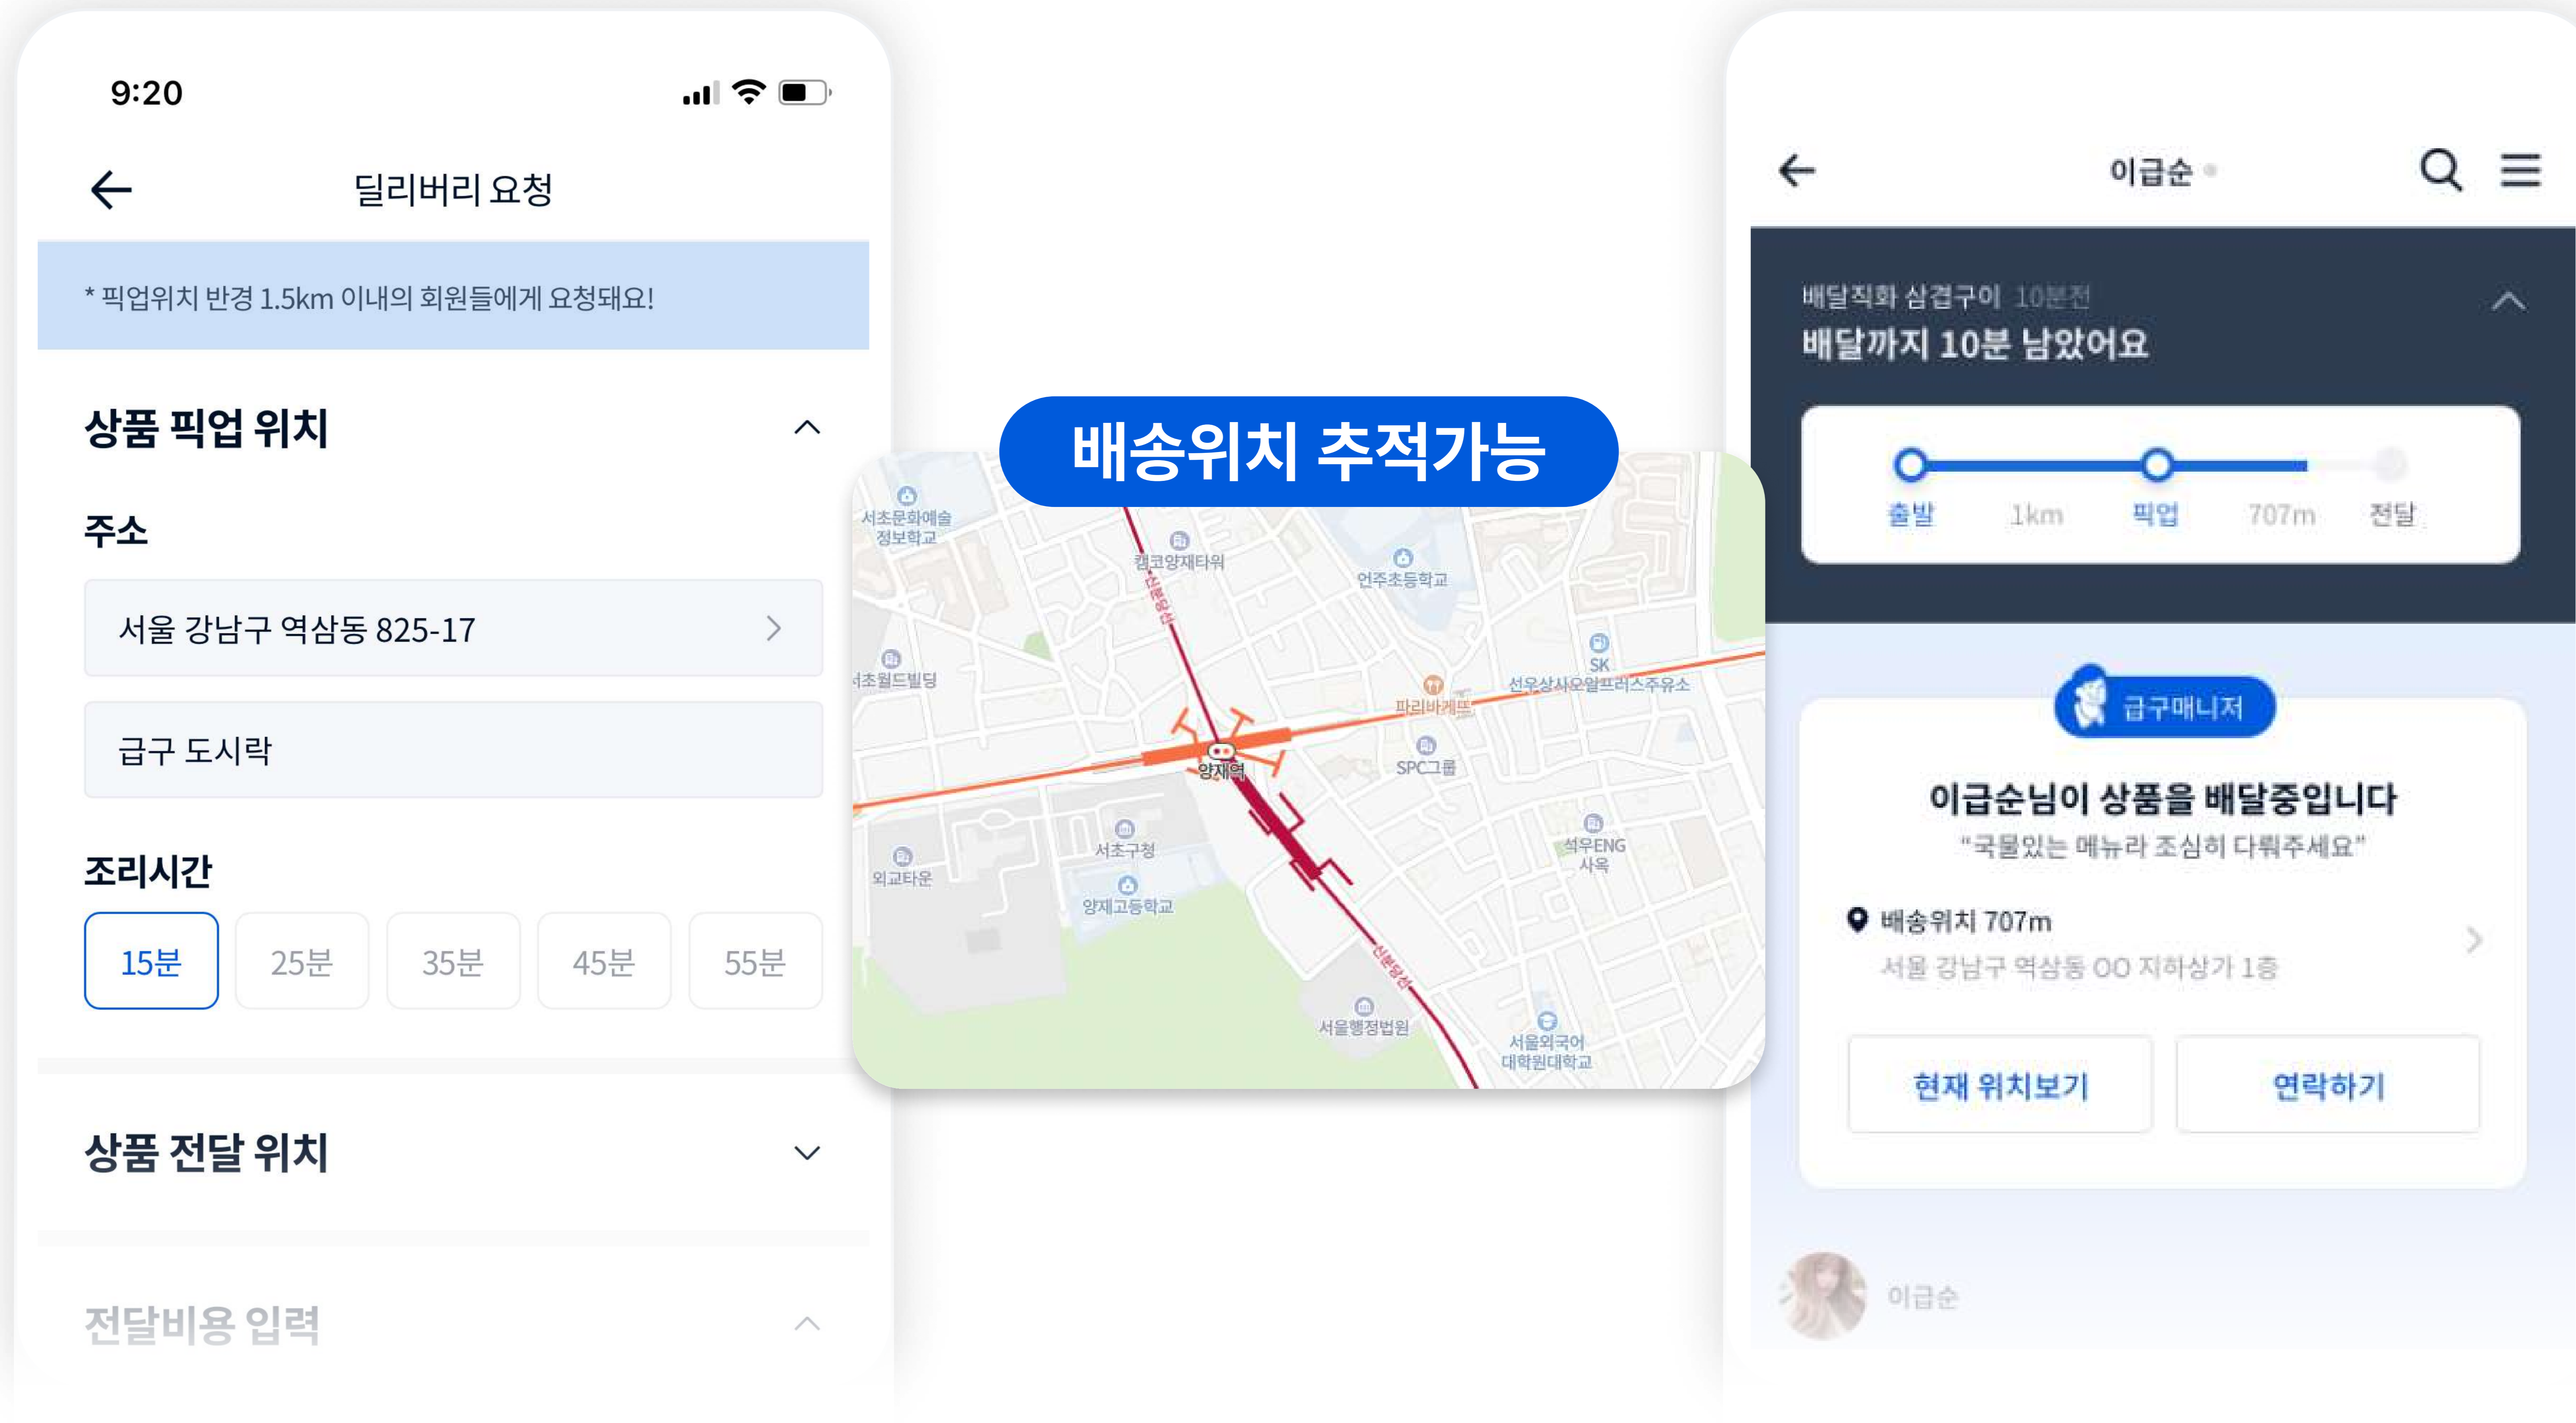 9:20
딜리버리 요청
* 픽업위치 반경 1.5km 이내의 회원들에게 요청돼요!
상품 픽업 위치
주소
서울 강남구 역삼동 825-17
급구 도시락
조리시간
15분 25분 35분 45분 55분
상품 전달 위치
전달비용 입력
배송위치 추적가능
서초문화예술
정보학교
캠코양재타워
언주초등학교
신분당선
서초월드빌딩
SK
선우상사오일프러스주유소
파리바게뜨
양재역
SPC그룹
서초구청
외교타운
양재고등학교
석우ENG
사옥
신분당선
서울행정법원
서울외국어
대학원대학교
이급순
배달직화 삼겹구이 10분전
배달까지 10분 남았어요
출발 1km 픽업 707m 전달
급구매니저
이급순님이 상품을 배달중입니다
“국물있는 메뉴라 조심히 다뤄주세요”
배송위치 707m
서울 강남구 역삼동 OO 지하상가 1층
현재 위치보기 연락하기
이급순